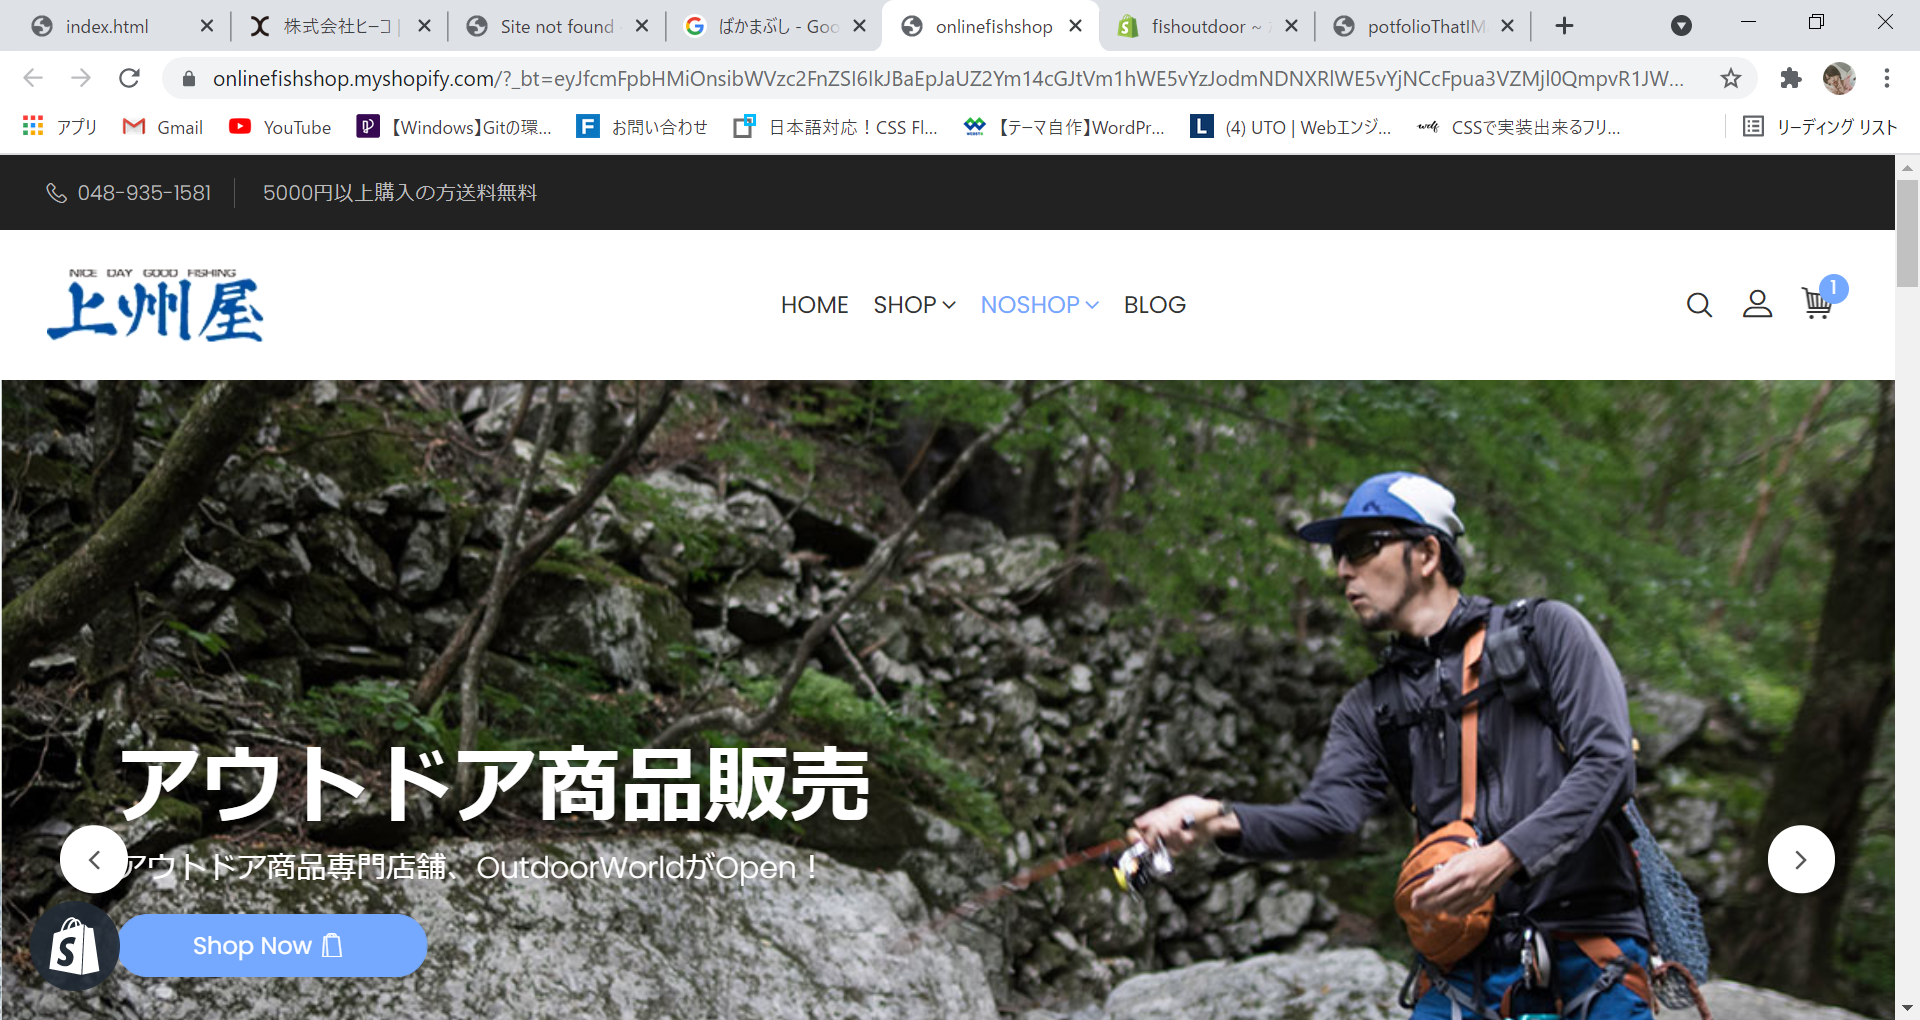 index.html
株式会社ヒーコ |
Site not found
ばかまぶし - Goo
onlinefishshop
fishoutdoor ~
potfolioThatIM
onlinefishshop.myshopify.com/?_bt=eyJfcmFpbHMiOnsibWVzc2FnZSI6IkJBaEpJaUZ2Ym14cGJtVm1hWE5vYzJodmNDNXRlWE5vYjNCcFpua3VZMjl0QmpvR1JW...
アプリ
Gmail
YouTube
【Windows】Gitの環...
お問い合わせ
日本語対応！CSS Fl...
【テーマ自作】WordPr...
(4) UTO | Webエンジ...
CSSで実装出来るフリ...
リーディング リスト
048-935-1581
5000円以上購入の方送料無料
NICE DAY GOOD FISHING
上州屋
HOME
SHOP
NOSHOP
BLOG
1
アウトドア商品販売
アウトドア商品専門店舗、OutdoorWorldがOpen！
Shop Now